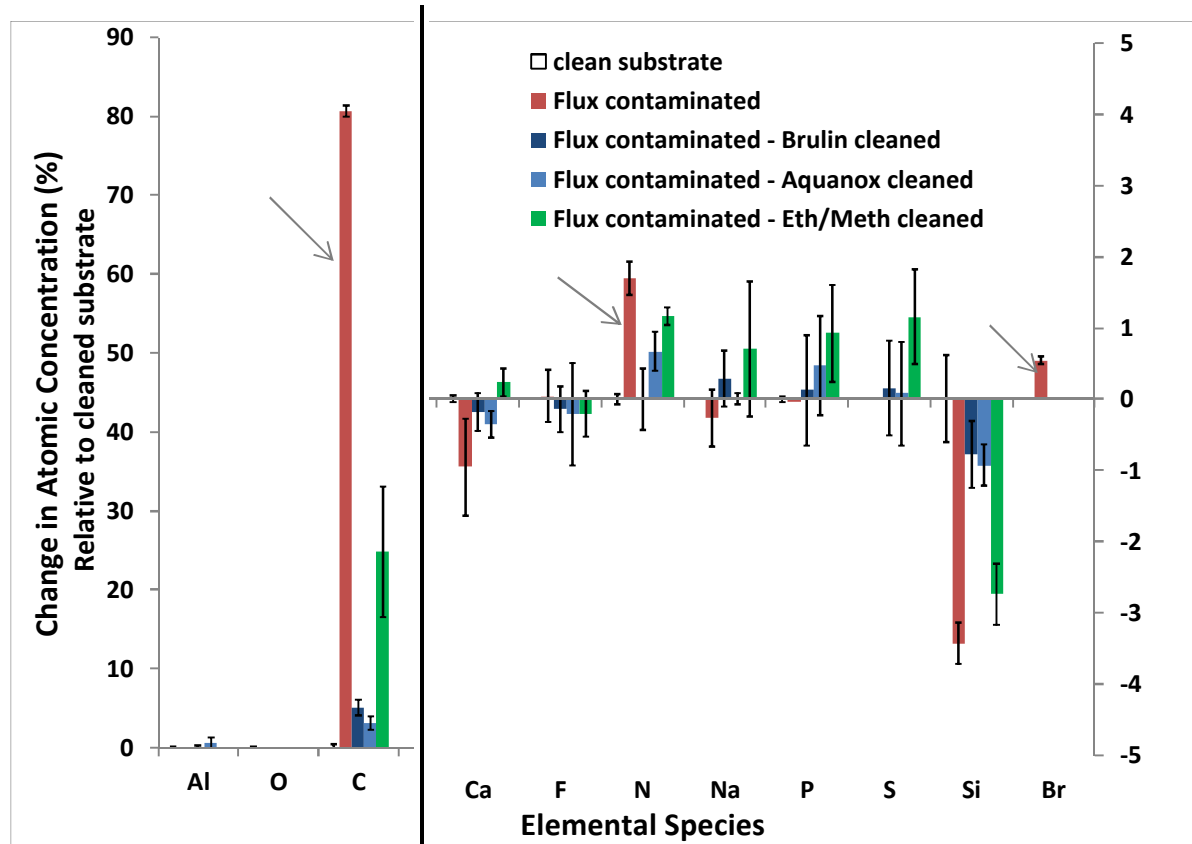 Change in Atomic Concentration (%)
Relative to cleaned substrate
90
80
70
60
50
40
30
20
10
0
Al O C
clean substrate
Flux contaminated
Flux contaminated - Brulin cleaned
Flux contaminated - Aquanox cleaned
Flux contaminated - Eth/Meth cleaned
5
4
3
2
1
0
-1
-2
-3
-4
-5
Ca F N Na P S Si Br
Elemental Species